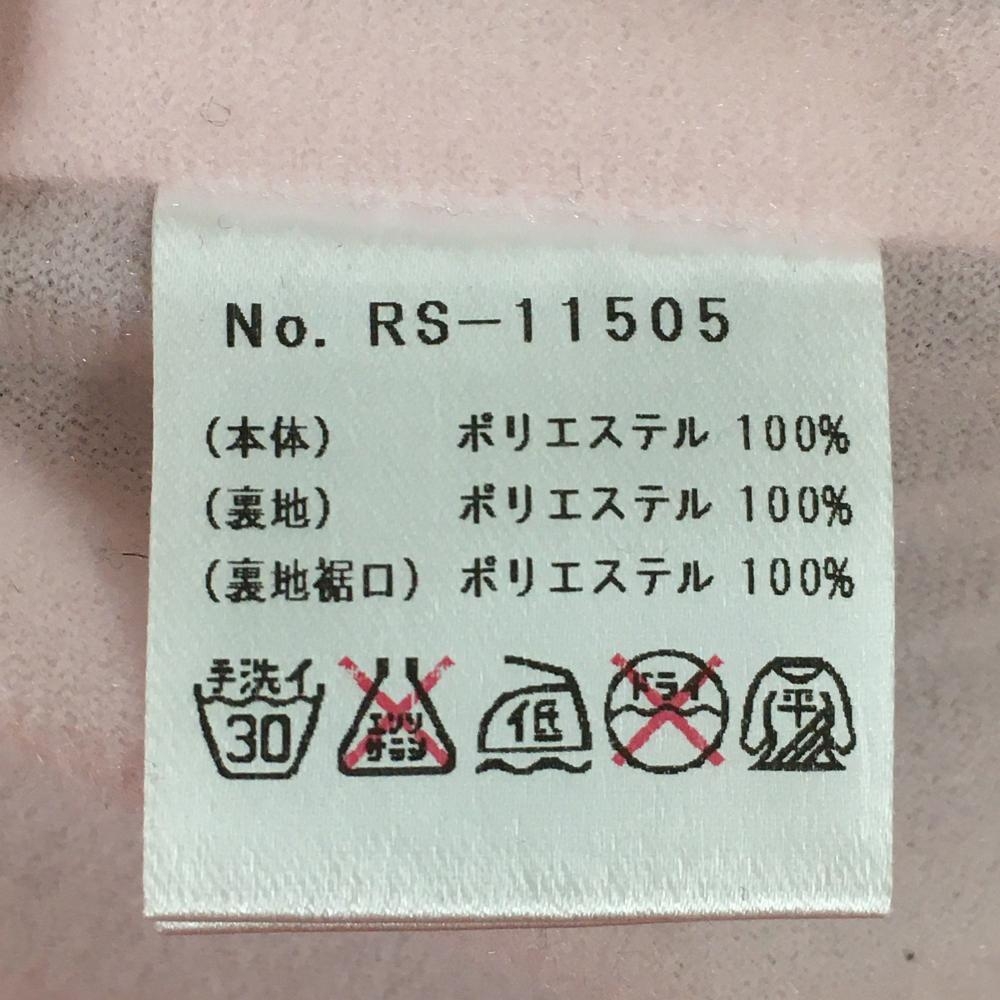 No. RS-11505
(本体) ポリエステル 100%
(裏地) ポリエステル 100%
(裏地裾口) ポリエステル 100%
手洗イ 30 エンソサラシ 低 ドライ 平